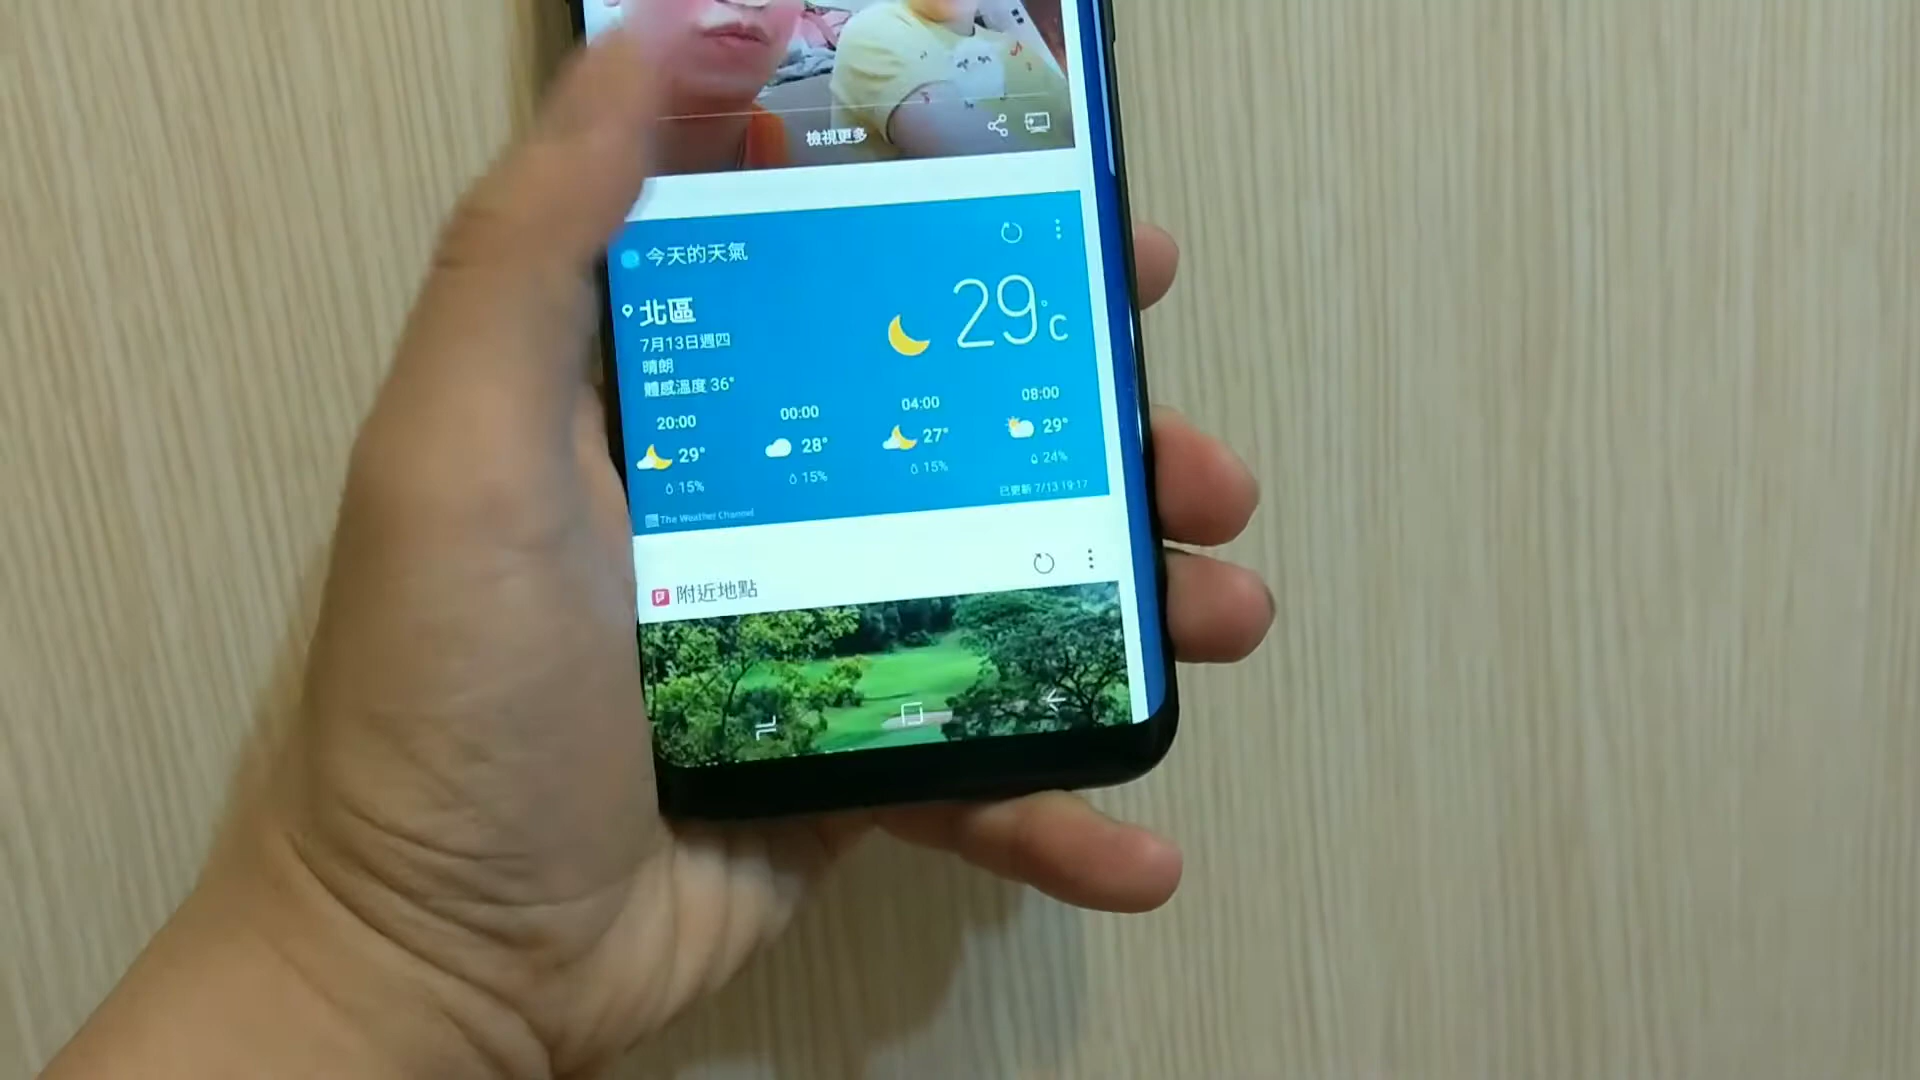 檢視更多
今天的天氣
北區
29°c
7月13日週四
晴朗
體感溫度 36°
20:00 00:00 04:00 08:00
29° 28° 27° 29°
15% 15% 15% 24%
已更新 7/13 19:17
The Weather Channel
附近地點